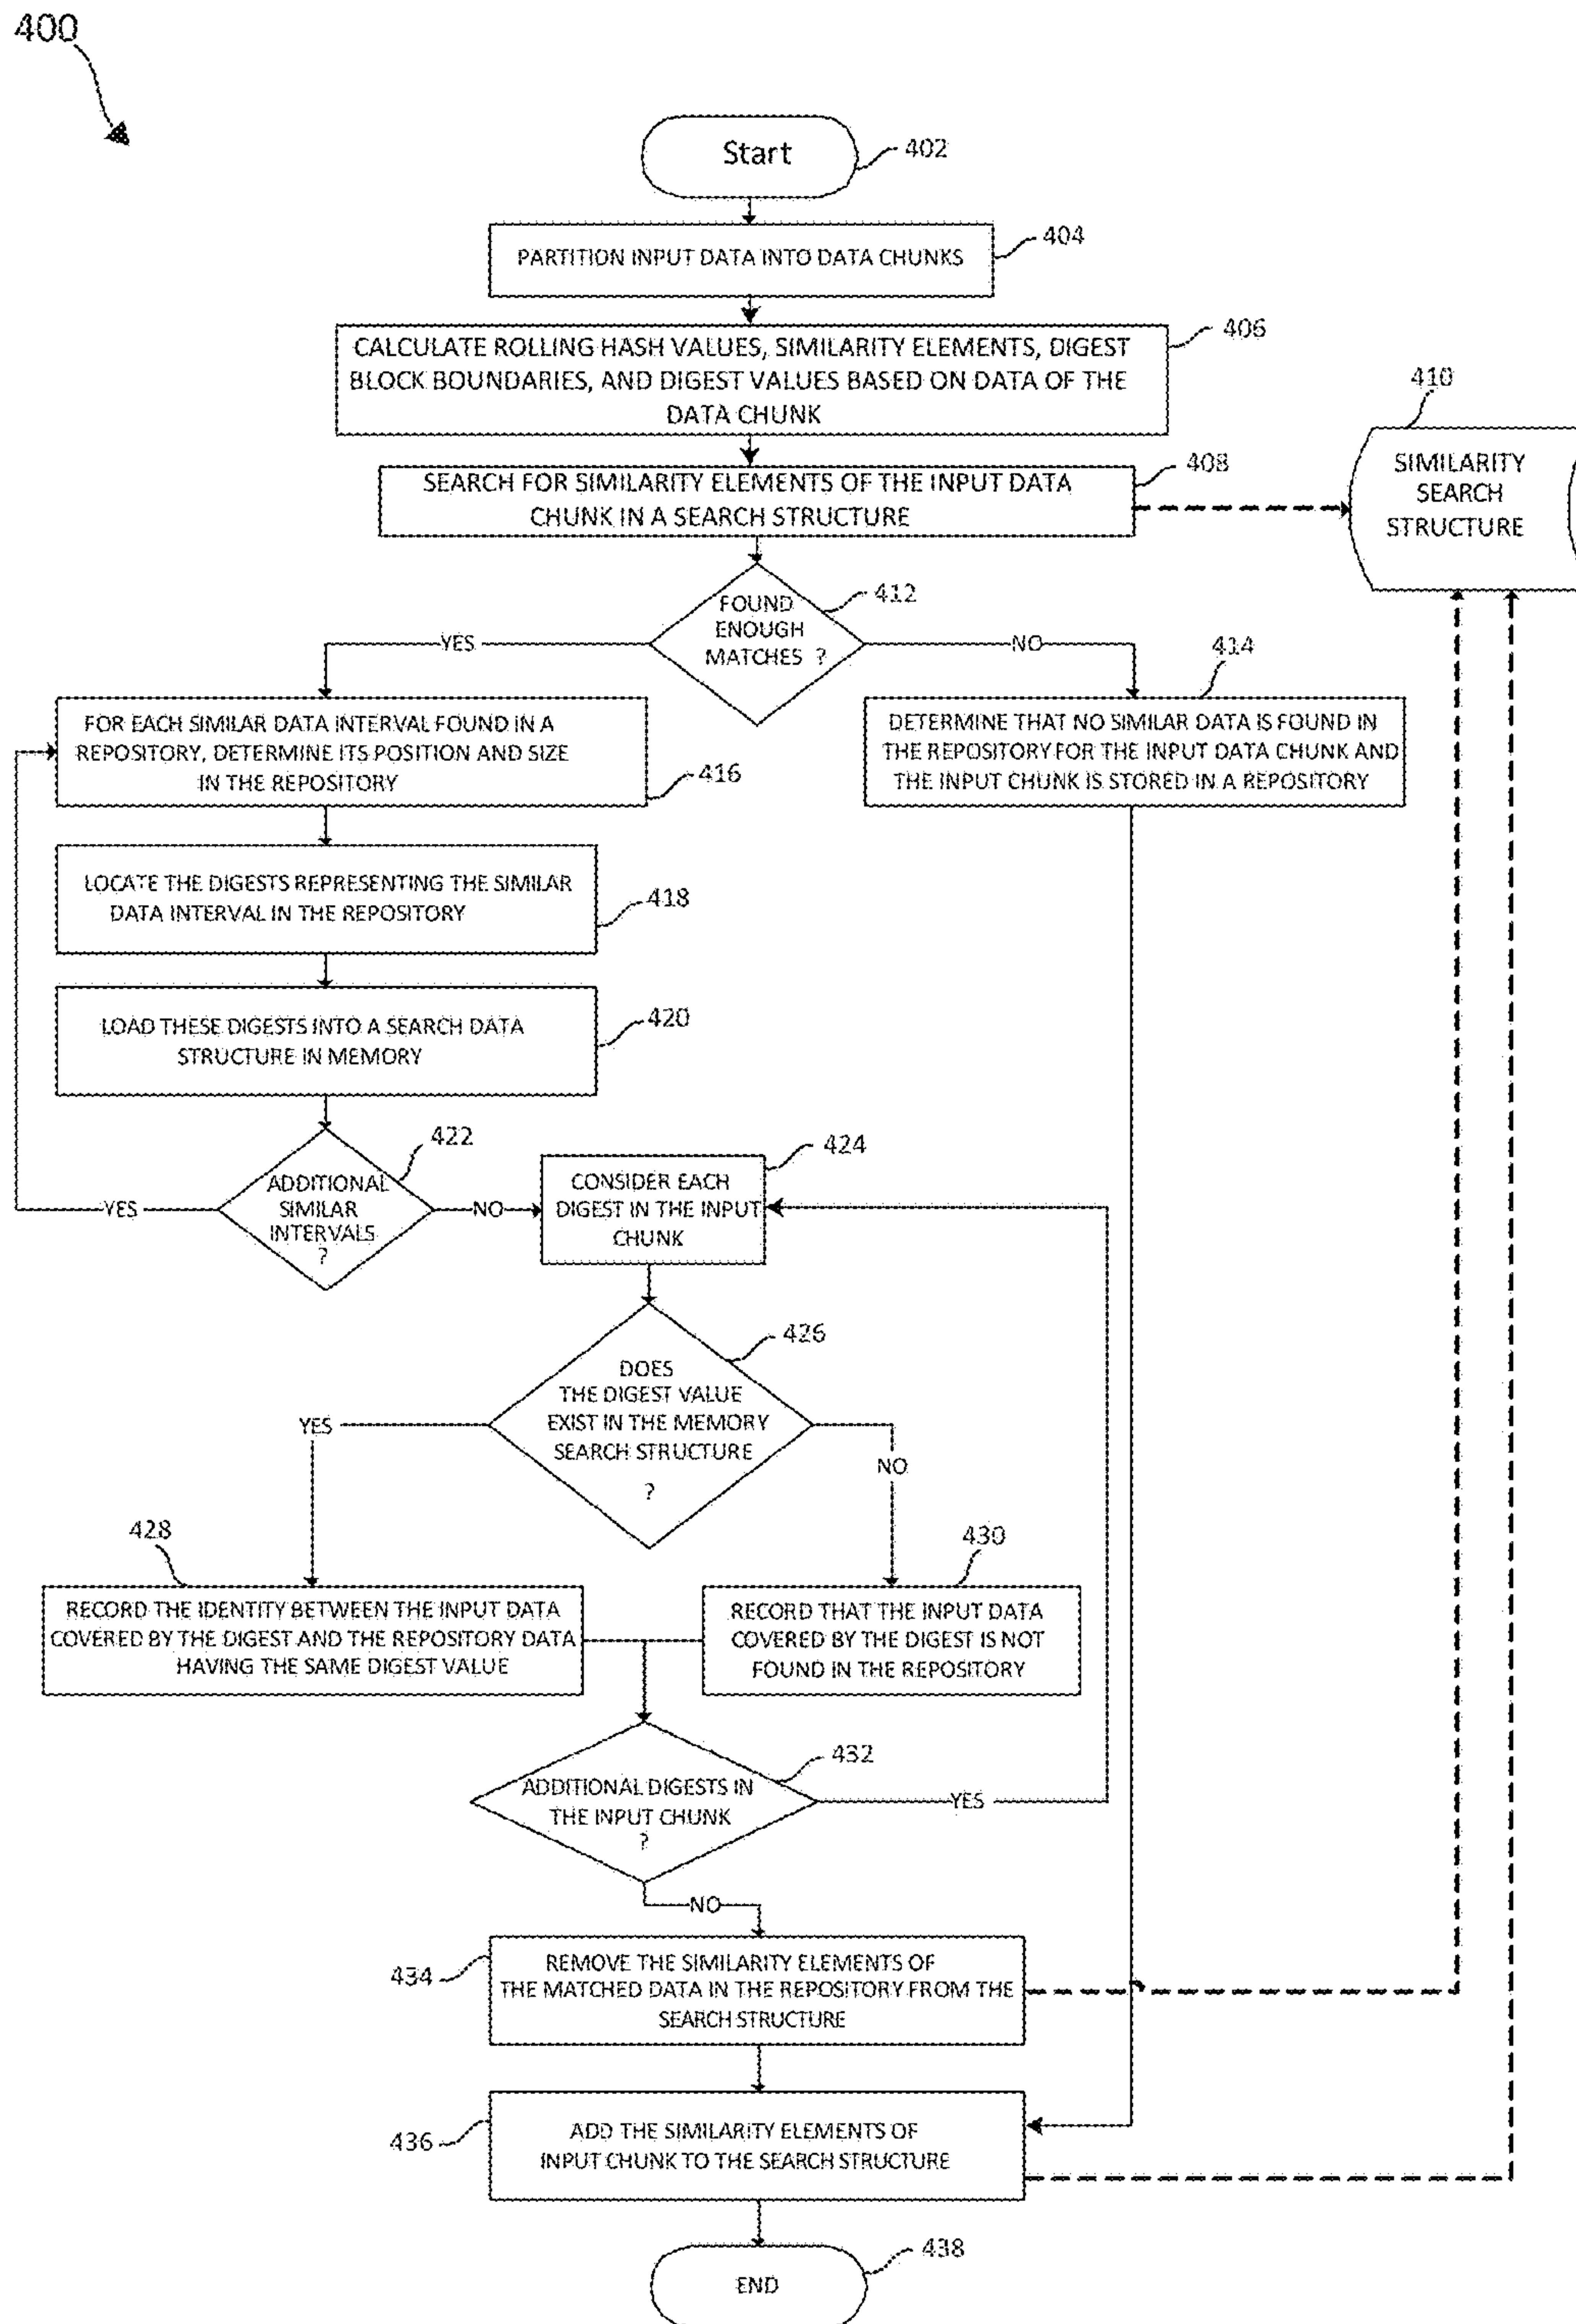 400
Start
402
PARTITION INPUT DATA INTO DATA CHUNKS
404
CALCULATE ROLLING HASH VALUES, SIMILARITY ELEMENTS, DIGEST
BLOCK BOUNDARIES, AND DIGEST VALUES BASED ON DATA OF THE
DATA CHUNK
406
SEARCH FOR SIMILARITY ELEMENTS OF THE INPUT DATA
CHUNK IN A SEARCH STRUCTURE
408
410
SIMILARITY
SEARCH
STRUCTURE
FOUND
ENOUGH
MATCHES ?
412
YES
NO
414
FOR EACH SIMILAR DATA INTERVAL FOUND IN A
REPOSITORY, DETERMINE ITS POSITION AND SIZE
IN THE REPOSITORY
416
DETERMINE THAT NO SIMILAR DATA IS FOUND IN
THE REPOSITORY FOR THE INPUT DATA CHUNK AND
THE INPUT CHUNK IS STORED IN A REPOSITORY
LOCATE THE DIGESTS REPRESENTING THE SIMILAR
DATA INTERVAL IN THE REPOSITORY
418
LOAD THESE DIGESTS INTO A SEARCH DATA
STRUCTURE IN MEMORY
420
422
ADDITIONAL
SIMILAR
INTERVALS
?
YES
NO
424
CONSIDER EACH
DIGEST IN THE INPUT
CHUNK
426
DOES
THE DIGEST VALUE
EXIST IN THE MEMORY
SEARCH STRUCTURE
?
YES
NO
428
430
RECORD THE IDENTITY BETWEEN THE INPUT DATA
COVERED BY THE DIGEST AND THE REPOSITORY DATA
HAVING THE SAME DIGEST VALUE
RECORD THAT THE INPUT DATA
COVERED BY THE DIGEST IS NOT
FOUND IN THE REPOSITORY
432
ADDITIONAL DIGESTS IN
THE INPUT CHUNK
?
YES
NO
434
REMOVE THE SIMILARITY ELEMENTS OF
THE MATCHED DATA IN THE REPOSITORY FROM THE
SEARCH STRUCTURE
436
ADD THE SIMILARITY ELEMENTS OF
INPUT CHUNK TO THE SEARCH STRUCTURE
438
END